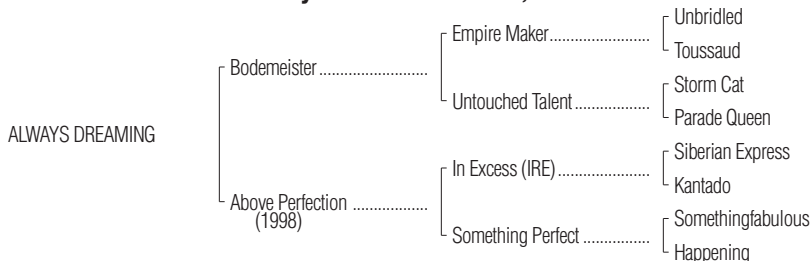 Unbridled
Empire Maker......................
Toussaud
Bodemeister..........................
Storm Cat
Untouched Talent..................
Parade Queen
ALWAYS DREAMING
Siberian Express
In Excess (IRE)......................
Kantado
Above Perfection ..................
(1998)
Somethingfabulous
Something Perfect ................
Happening